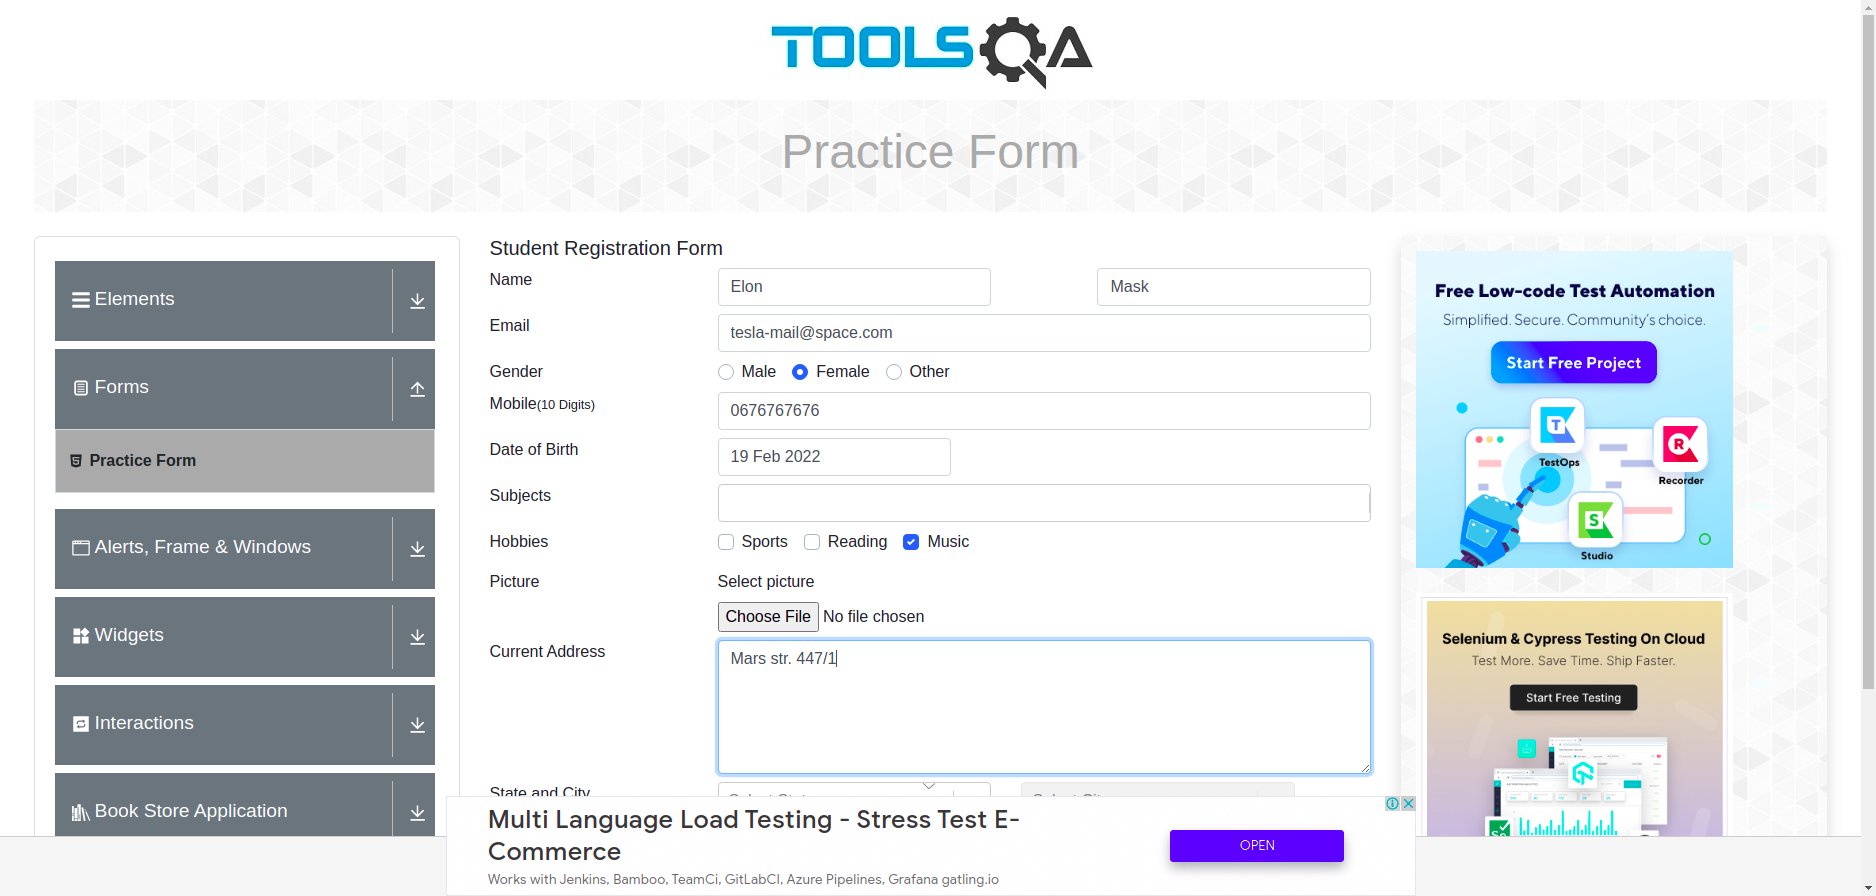 TOOLSQA
Practice Form
Elements
Forms
Practice Form
Alerts, Frame & Windows
Widgets
Interactions
Book Store Application
Student Registration Form
Name
Elon
Mask
Email
tesla-mail@space.com
Gender
Male
Female
Other
Mobile(10 Digits)
0676767676
Date of Birth
19 Feb 2022
Subjects
Hobbies
Sports
Reading
Music
Picture
Select picture
Choose File No file chosen
Current Address
Mars str. 447/1
State and City
Free Low-code Test Automation
Simplified. Secure. Community's choice.
Start Free Project
T
TestOps
R
Recorder
S
Studio
Selenium & Cypress Testing On Cloud
Test More. Save Time. Ship Faster.
Start Free Testing
Multi Language Load Testing - Stress Test E-
Commerce
Works with Jenkins, Bamboo, TeamCi, GitLabCI, Azure Pipelines, Grafana gatling.io
OPEN